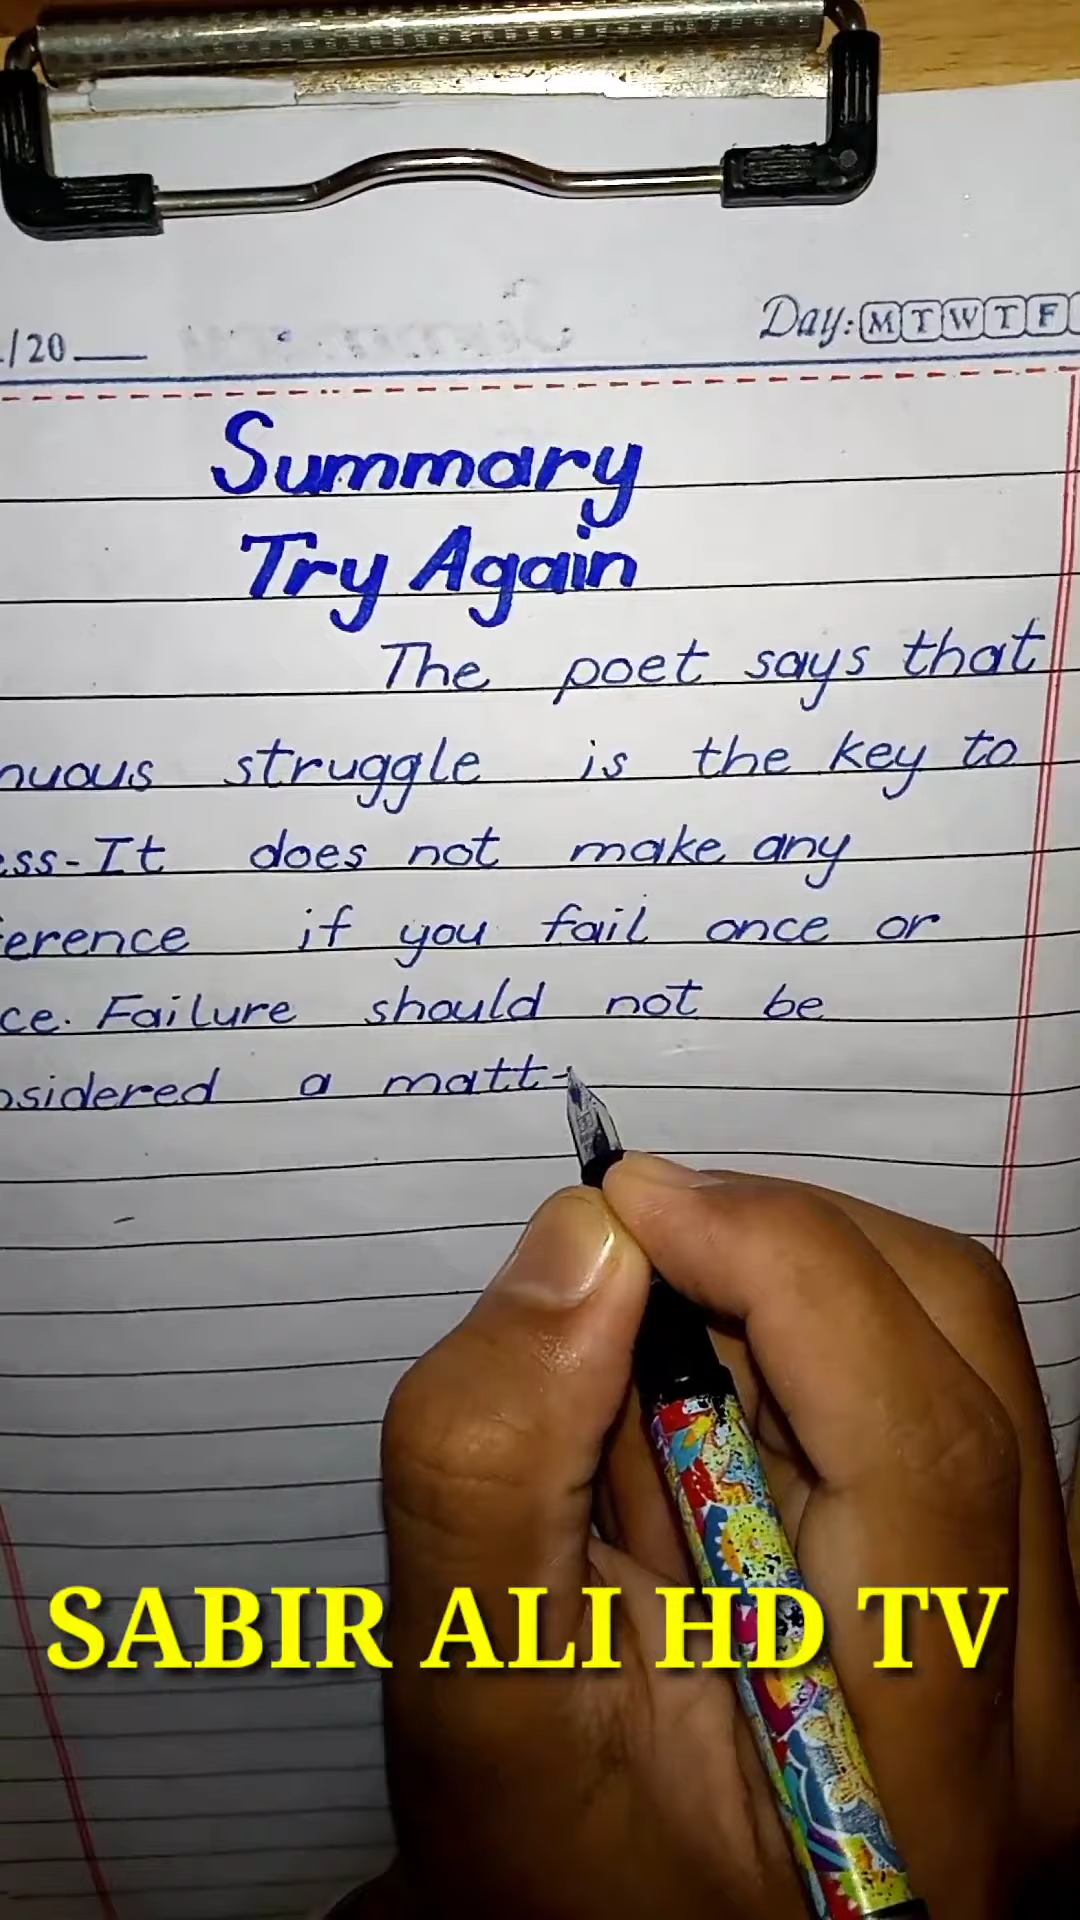 /20
Day: M T W T F
Summary
Try Again
The poet says that
nuous struggle is the key to
ess-It does not make any
erence if you fail once or
ce. Failure should not be
sidered a matt
SABIR ALI HD TV